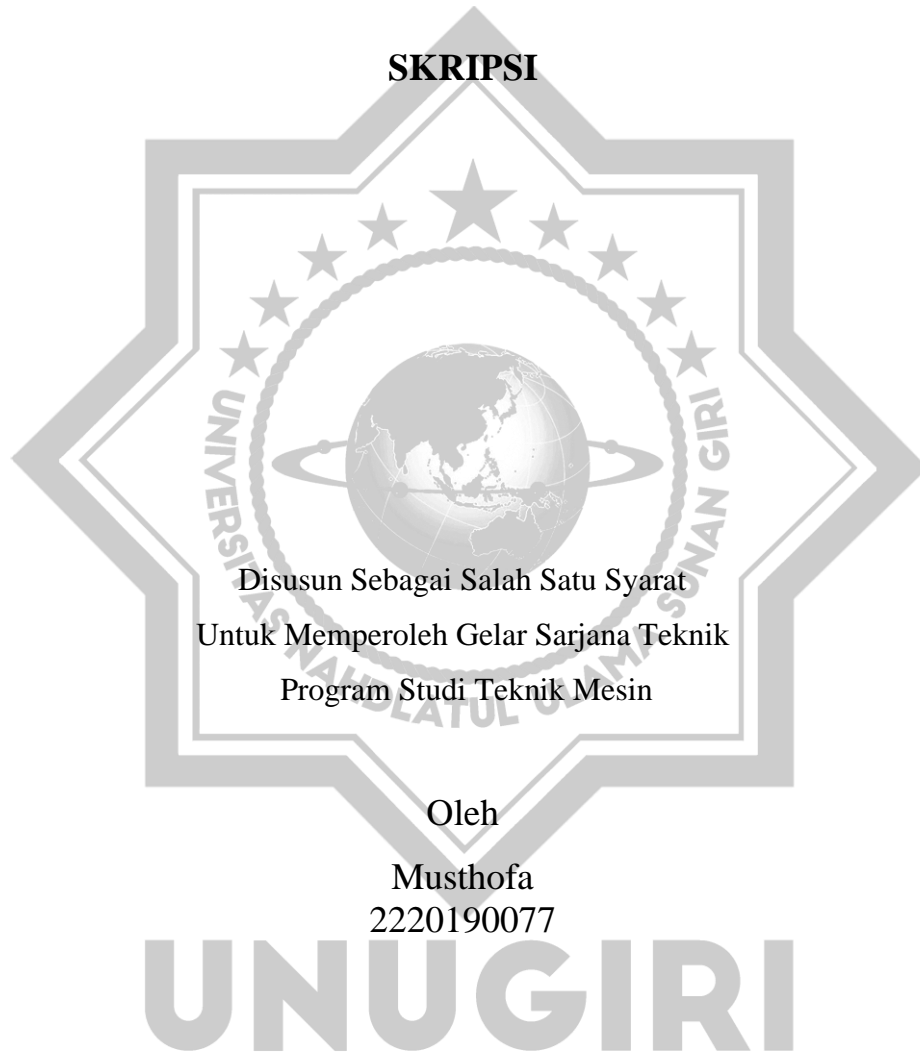 SKRIPSI
UNIVERSITAS NAHDLATUL ULAMA SUNAN GIRI
Disusun Sebagai Salah Satu Syarat
Untuk Memperoleh Gelar Sarjana Teknik
Program Studi Teknik Mesin
Oleh
Musthofa
2220190077
UNUGIRI